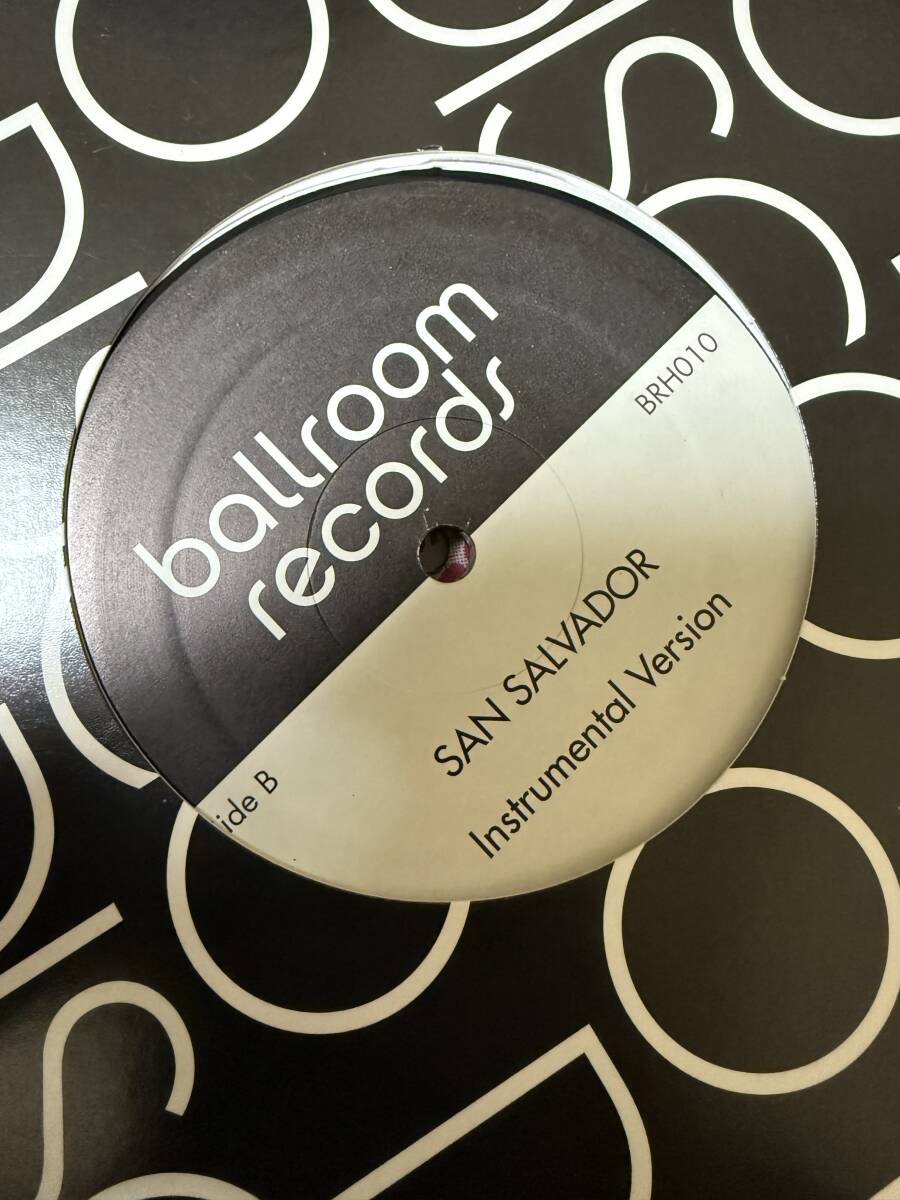 ballroom
records
BRH010
SAN SALVADOR
Instrumental Version
ide B